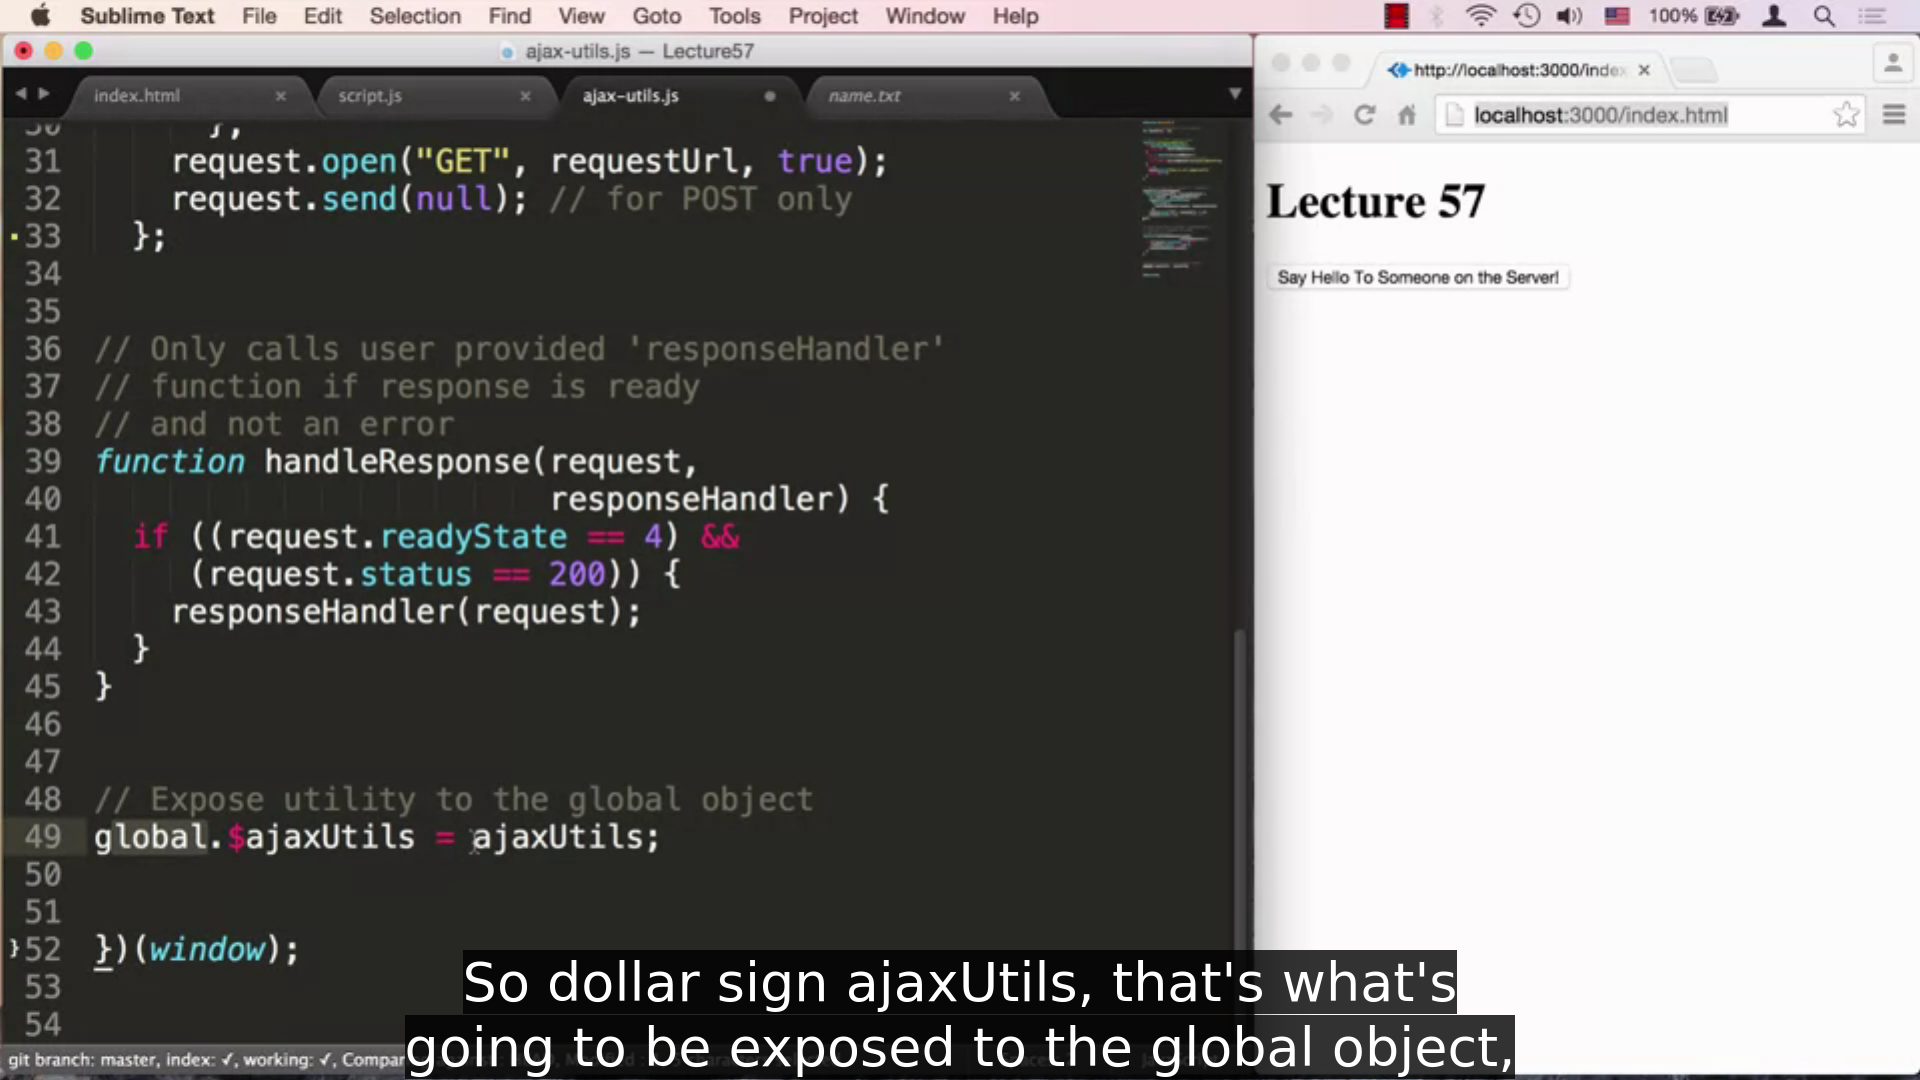 Sublime Text File Edit Selection Find View Goto Tools Project Window Help 100%
ajax-utils.js — Lecture57
index.html script.js ajax-utils.js name.txt
30 };
31 request.open("GET", requestUrl, true);
32 request.send(null); // for POST only
33 };
34
35
36 // Only calls user provided 'responseHandler'
37 // function if response is ready
38 // and not an error
39 function handleResponse(request,
40 responseHandler) {
41 if ((request.readyState == 4) &&
42 (request.status == 200)) {
43 responseHandler(request);
44 }
45 }
46
47
48 // Expose utility to the global object
49 global.$ajaxUtils = ajaxUtils;
50
51
52 })(window);
53
54
git branch: master, index: ✓, working: ✓,
http://localhost:3000/inde
localhost:3000/index.html
Lecture 57
Say Hello To Someone on the Server!
So dollar sign ajaxUtils, that's what's
going to be exposed to the global object,